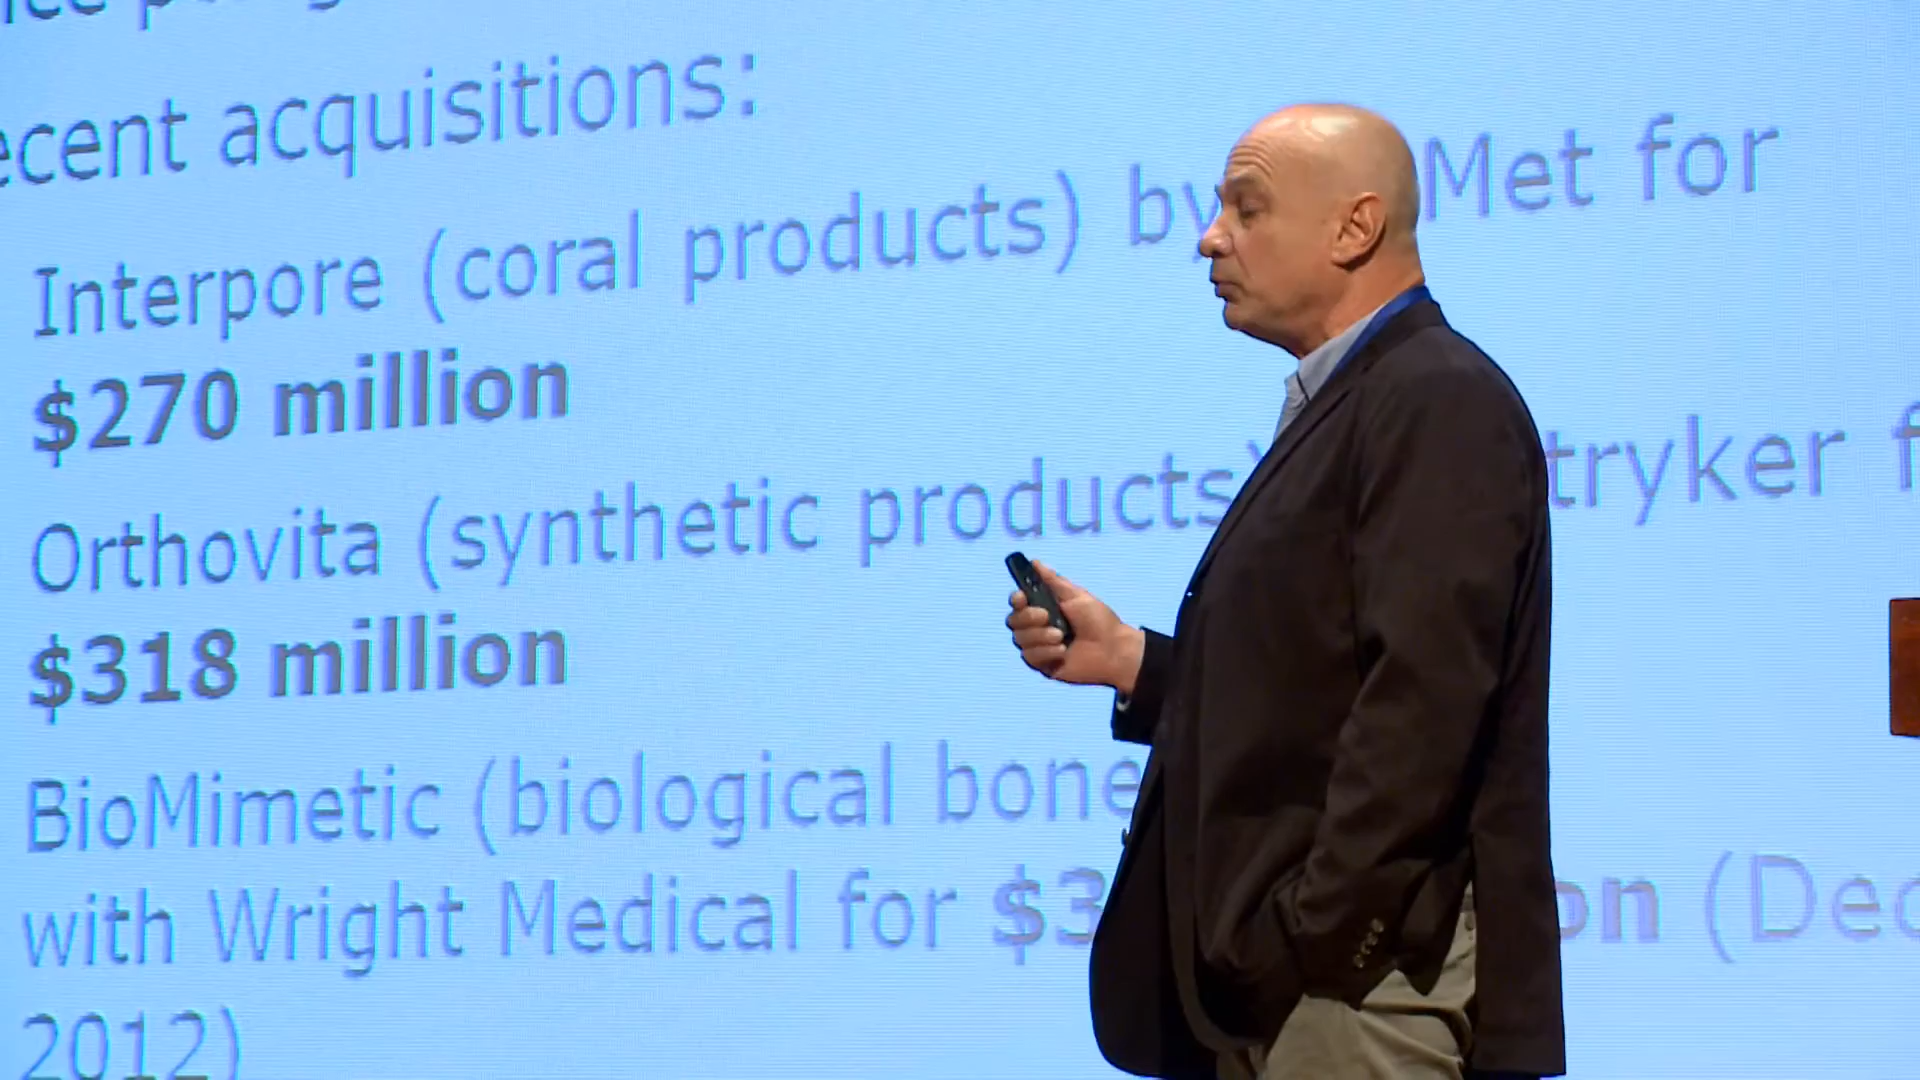 ecent acquisitions:
Interpore (coral products) by Met for
$270 million
Orthovita (synthetic products) tryker f
$318 million
BioMimetic (biological bone
with Wright Medical for $3 on (Dec
2012)